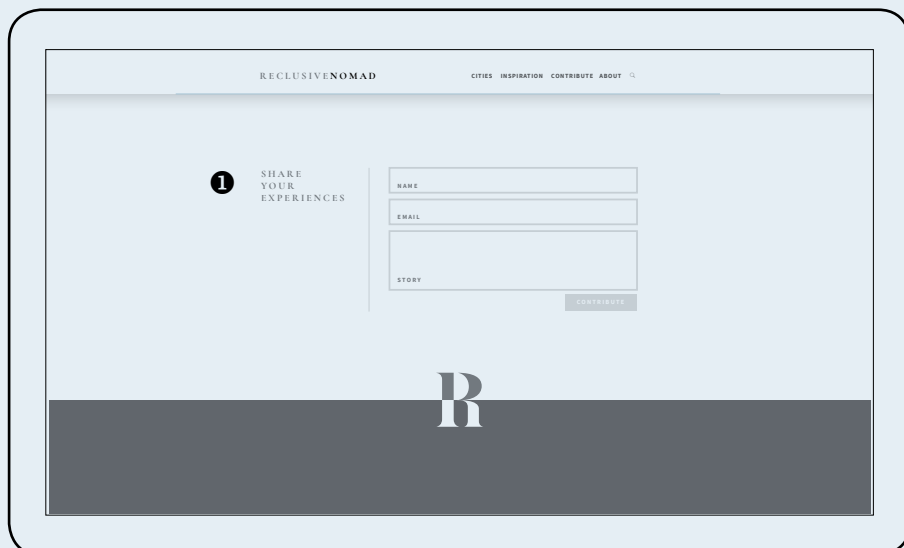 RECLUSIVENOMAD
CITIES INSPIRATION CONTRIBUTE ABOUT
1
SHARE
YOUR
EXPERIENCES
NAME
EMAIL
STORY
CONTRIBUTE
R